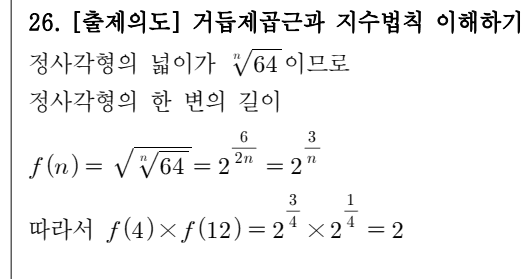 26. [출제의도] 거듭제곱근과 지수법칙 이해하기
정사각형의 넓이가 ⁿ√64 이므로
정사각형의 한 변의 길이
f(n) = √(ⁿ√64) = 2^(6/2n) = 2^(3/n)
따라서 f(4)×f(12) = 2^(3/4) × 2^(1/4) = 2